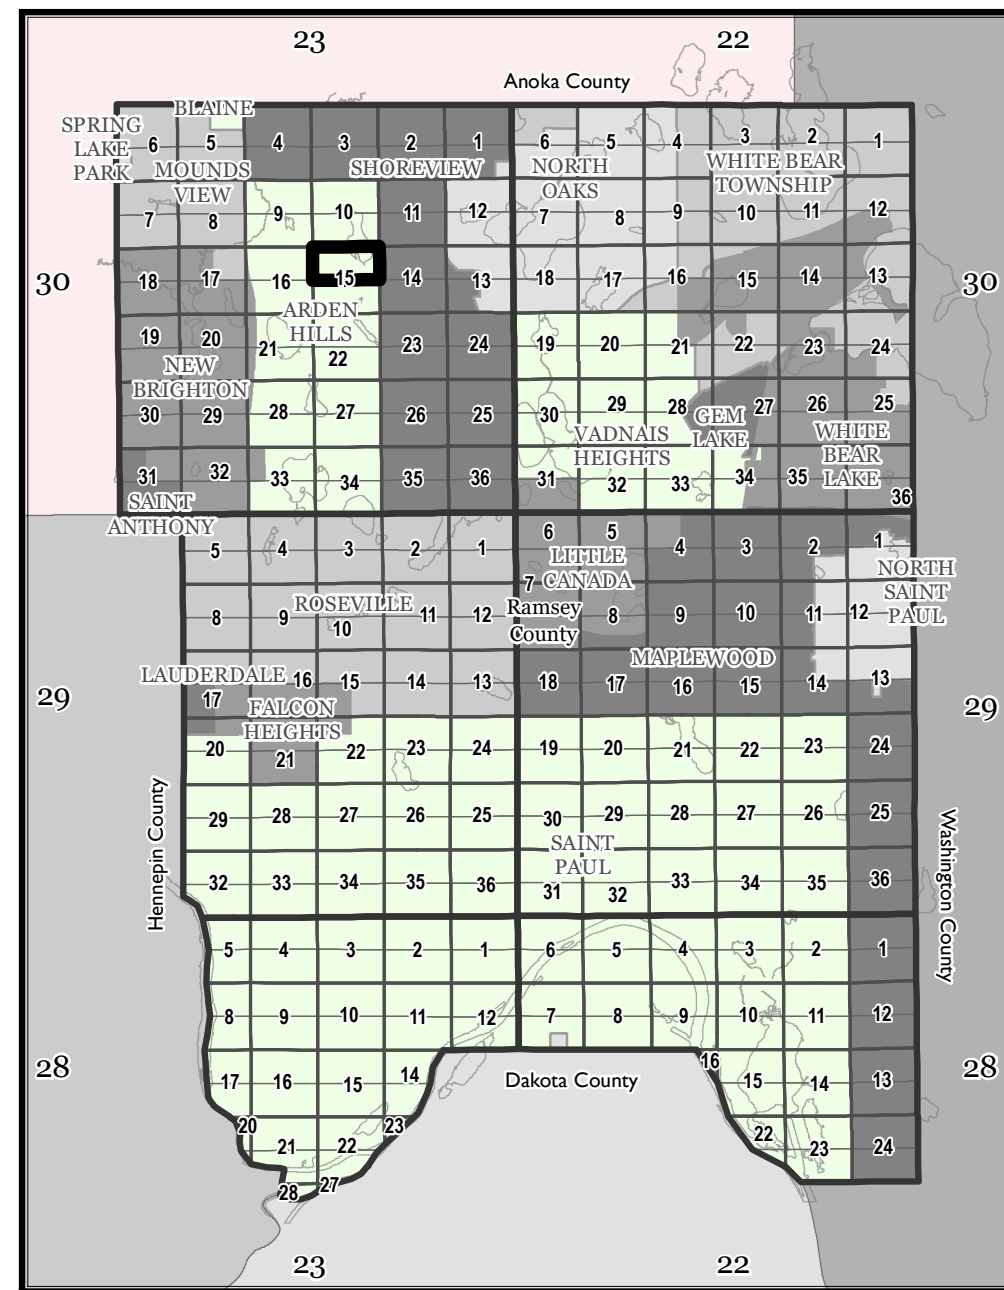 23 22
Anoka County
BLAINE
SPRING
LAKE
PARK
6 5 4 3 2 1 6 5 4 3 2 1
MOUNDS
VIEW
SHOREVIEW
NORTH
OAKS
WHITE BEAR
TOWNSHIP
7 8 9 10 11 12 7 8 9 10 11 12
30 18 17 16 15 14 13 18 17 16 15 14 13 30
ARDEN
HILLS
19 20 21 22 23 24 19 20 21 22 23 24
NEW
BRIGHTON
30 29 28 27 26 25 30 29 28 27 26 25
VADNAIS
HEIGHTS
GEM
LAKE
WHITE
BEAR
LAKE
31 32 33 34 35 36 31 32 33 34 35 36
SAINT
ANTHONY
5 4 3 2 1 6 5 4 3 2 1
LITTLE
CANADA
NORTH
SAINT
PAUL
8 9 10 11 12 7 8 9 10 11 12
ROSEVILLE
Ramsey
County
MAPLEWOOD
LAUDERDALE
29 17 16 15 14 13 18 17 16 15 14 13 29
FALCON
HEIGHTS
20 21 22 23 24 19 20 21 22 23 24
29 28 27 26 25 30 29 28 27 26 25
SAINT
PAUL
32 33 34 35 36 31 32 33 34 35 36
Hennepin County
Washington County
5 4 3 2 1 6 5 4 3 2 1
8 9 10 11 12 7 8 9 10 11 12
28 17 16 15 14 16 15 14 13 28
Dakota County
20 21 22 23 22 23 24
28 27
23 22